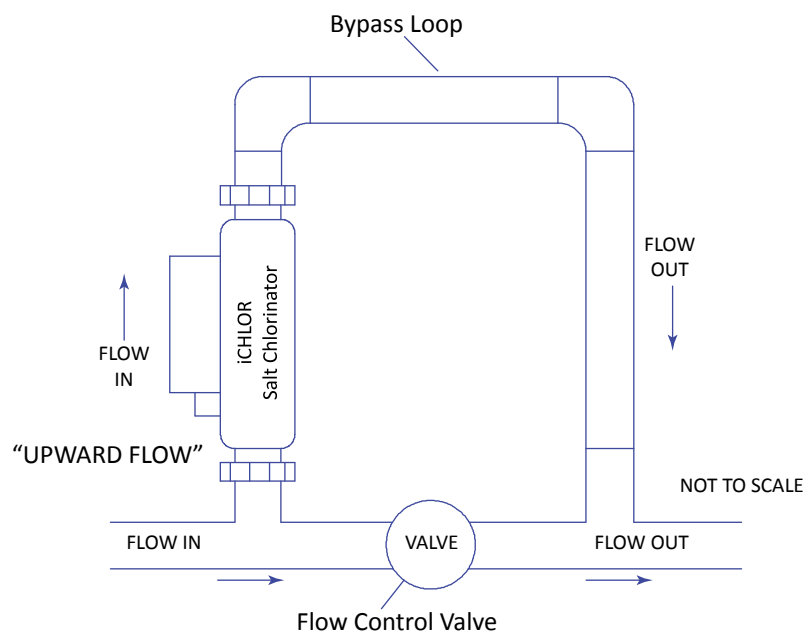 Bypass Loop
FLOW
OUT
iCHLOR
Salt Chlorinator
FLOW
IN
“UPWARD FLOW”
NOT TO SCALE
FLOW IN
VALVE
FLOW OUT
Flow Control Valve